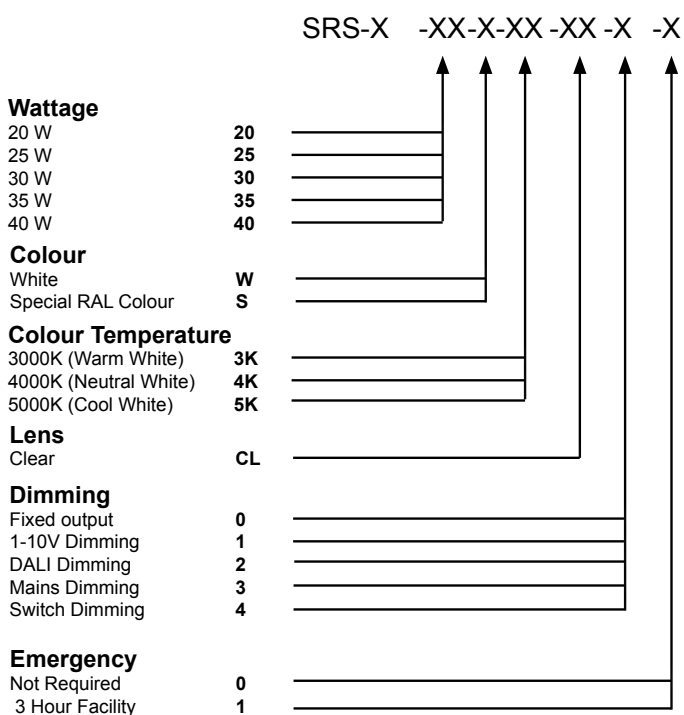 SRS-X -XX-X-XX -XX -X -X
Wattage
20 W 20
25 W 25
30 W 30
35 W 35
40 W 40
Colour
White W
Special RAL Colour S
Colour Temperature
3000K (Warm White) 3K
4000K (Neutral White) 4K
5000K (Cool White) 5K
Lens
Clear CL
Dimming
Fixed output 0
1-10V Dimming 1
DALI Dimming 2
Mains Dimming 3
Switch Dimming 4
Emergency
Not Required 0
3 Hour Facility 1